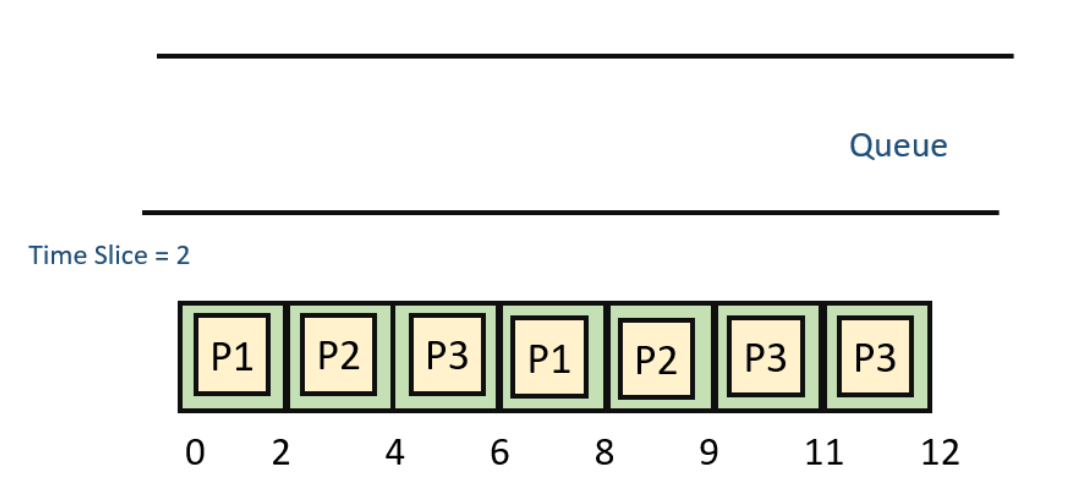 Queue
Time Slice = 2
P1 P2 P3 P1 P2 P3 P3
0 2 4 6 8 9 11 12